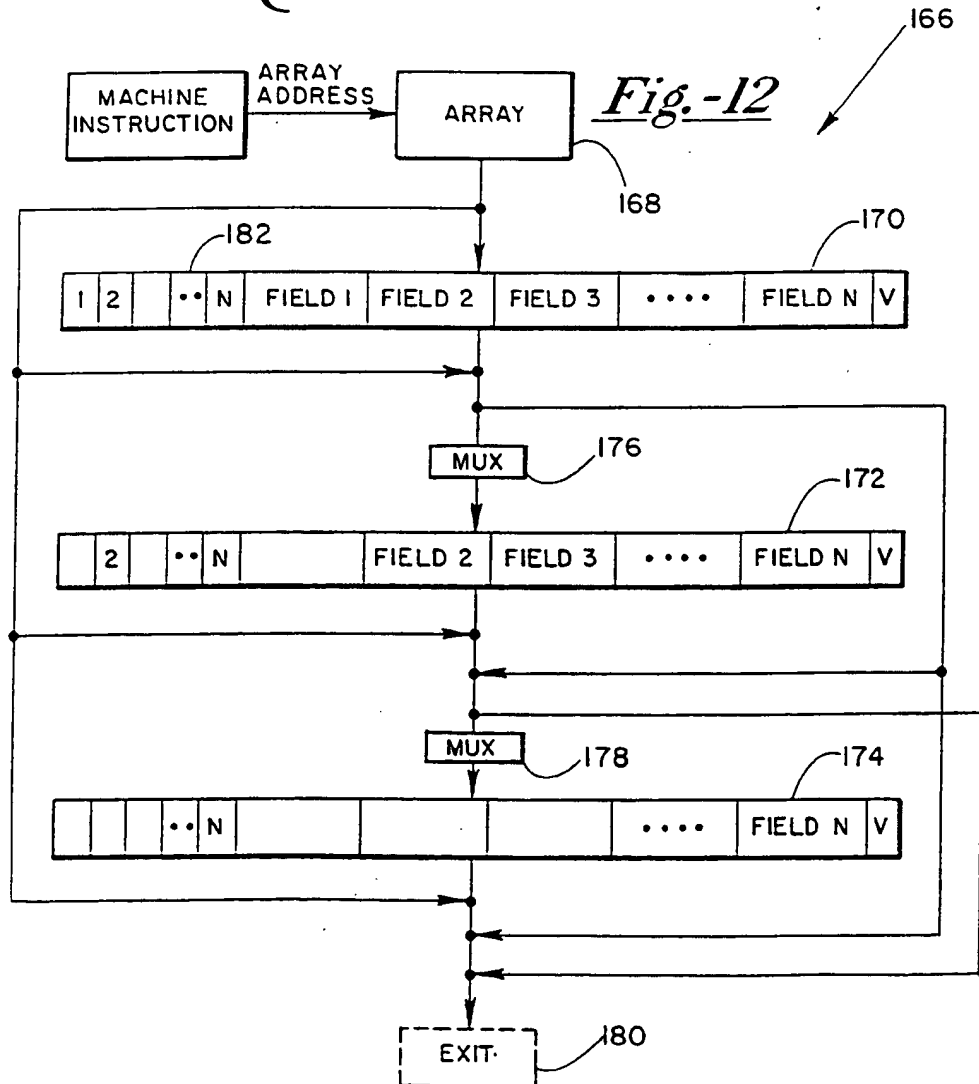 166
ARRAY
ADDRESS
MACHINE
INSTRUCTION
ARRAY
Fig.-12
168
182
170
1 2 •• N FIELD 1 FIELD 2 FIELD 3 •••• FIELD N V
MUX
176
172
2 •• N FIELD 2 FIELD 3 •••• FIELD N V
MUX
178
174
•• N •••• FIELD N V
EXIT
180